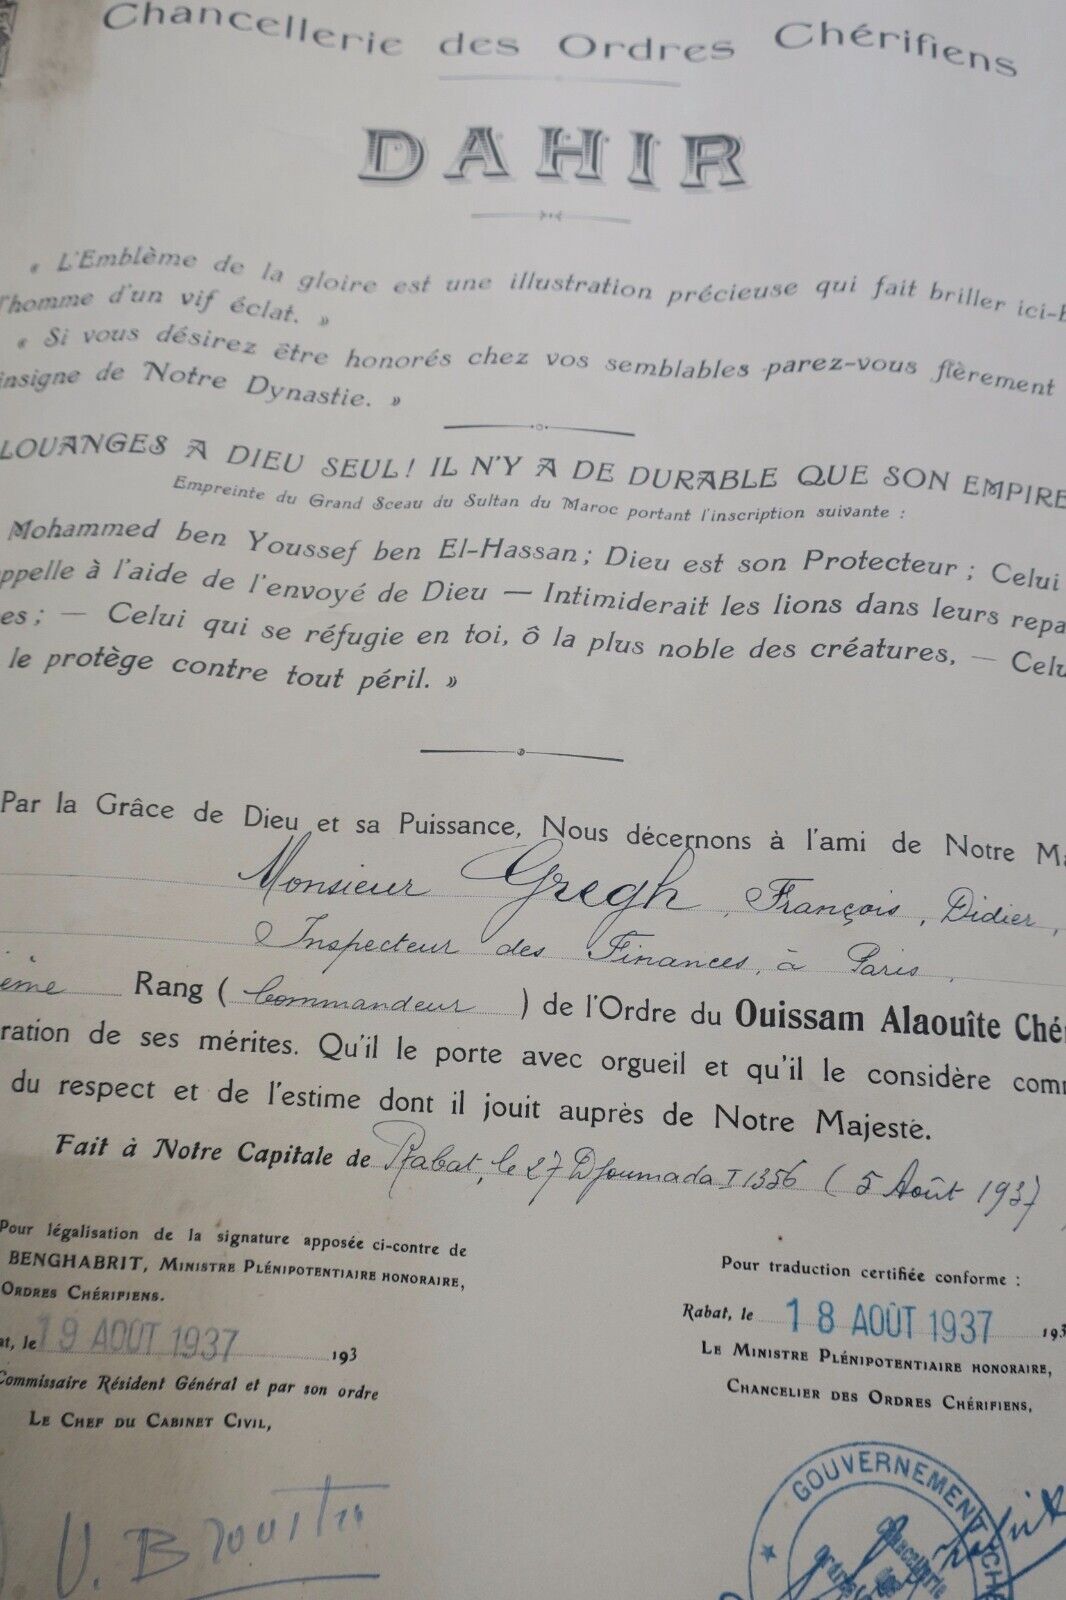 Chancellerie des Ordres Chérifiens
DAHIR
« L'Emblème de la gloire est une illustration précieuse qui fait briller ici-b
l'homme d'un vif éclat. »
« Si vous désirez être honorés chez vos semblables parez-vous fièrement
insigne de Notre Dynastie. »
LOUANGES A DIEU SEUL! IL N'Y A DE DURABLE QUE SON EMPIRE
Empreinte du Grand Sceau du Sultan du Maroc portant l'inscription suivante :
Mohammed ben Youssef ben El-Hassan; Dieu est son Protecteur; Celui
ppelle à l'aide de l'envoyé de Dieu — Intimiderait les lions dans leurs repa
es; — Celui qui se réfugie en toi, ô la plus noble des créatures, — Celu
le protège contre tout péril. »
Par la Grâce de Dieu et sa Puissance, Nous décernons à l'ami de Notre Ma
Monsieur Gregh, François, Didier,
Inspecteur des Finances, à Paris,
ème Rang ( Commandeur ) de l'Ordre du Ouissam Alaouîte Ché
ration de ses mérites. Qu'il le porte avec orgueil et qu'il le considère com
du respect et de l'estime dont il jouit auprès de Notre Majesté.
Fait à Notre Capitale de Rabat, le 27 Djoumada I 1356 ( 5 Août 1937
Pour légalisation de la signature apposée ci-contre de
BENGHABRIT, Ministre Plénipotentiaire honoraire,
Ordres Chérifiens.
at, le 19 AOUT 1937 193
Commissaire Résident Général et par son ordre
Le Chef du Cabinet Civil,
Pour traduction certifiée conforme :
Rabat, le 18 AOÛT 1937 193
Le Ministre Plénipotentiaire honoraire,
Chancelier des Ordres Chérifiens,
GOUVERNEMENT CHÉ
Chancellerie
des